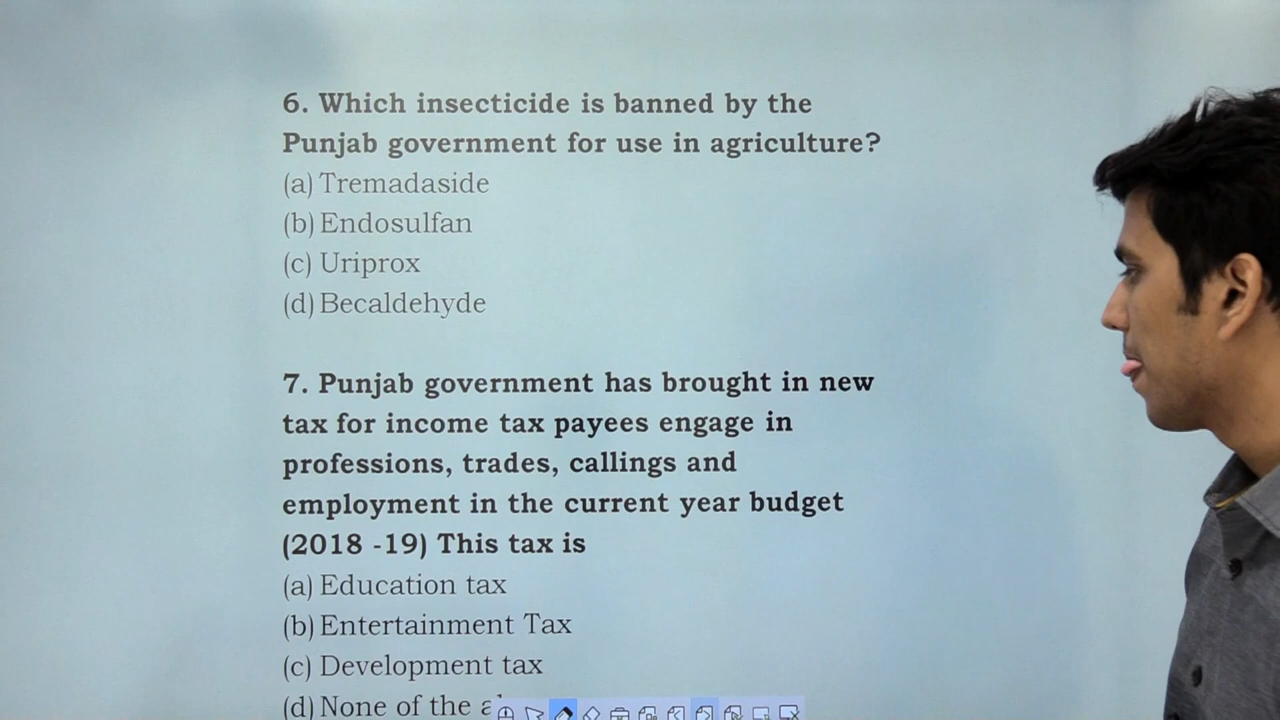 6. Which insecticide is banned by the
Punjab government for use in agriculture?
(a) Tremadaside
(b) Endosulfan
(c) Uriprox
(d) Becaldehyde
7. Punjab government has brought in new
tax for income tax payees engage in
professions, trades, callings and
employment in the current year budget
(2018 -19) This tax is
(a) Education tax
(b) Entertainment Tax
(c) Development tax
(d) None of the